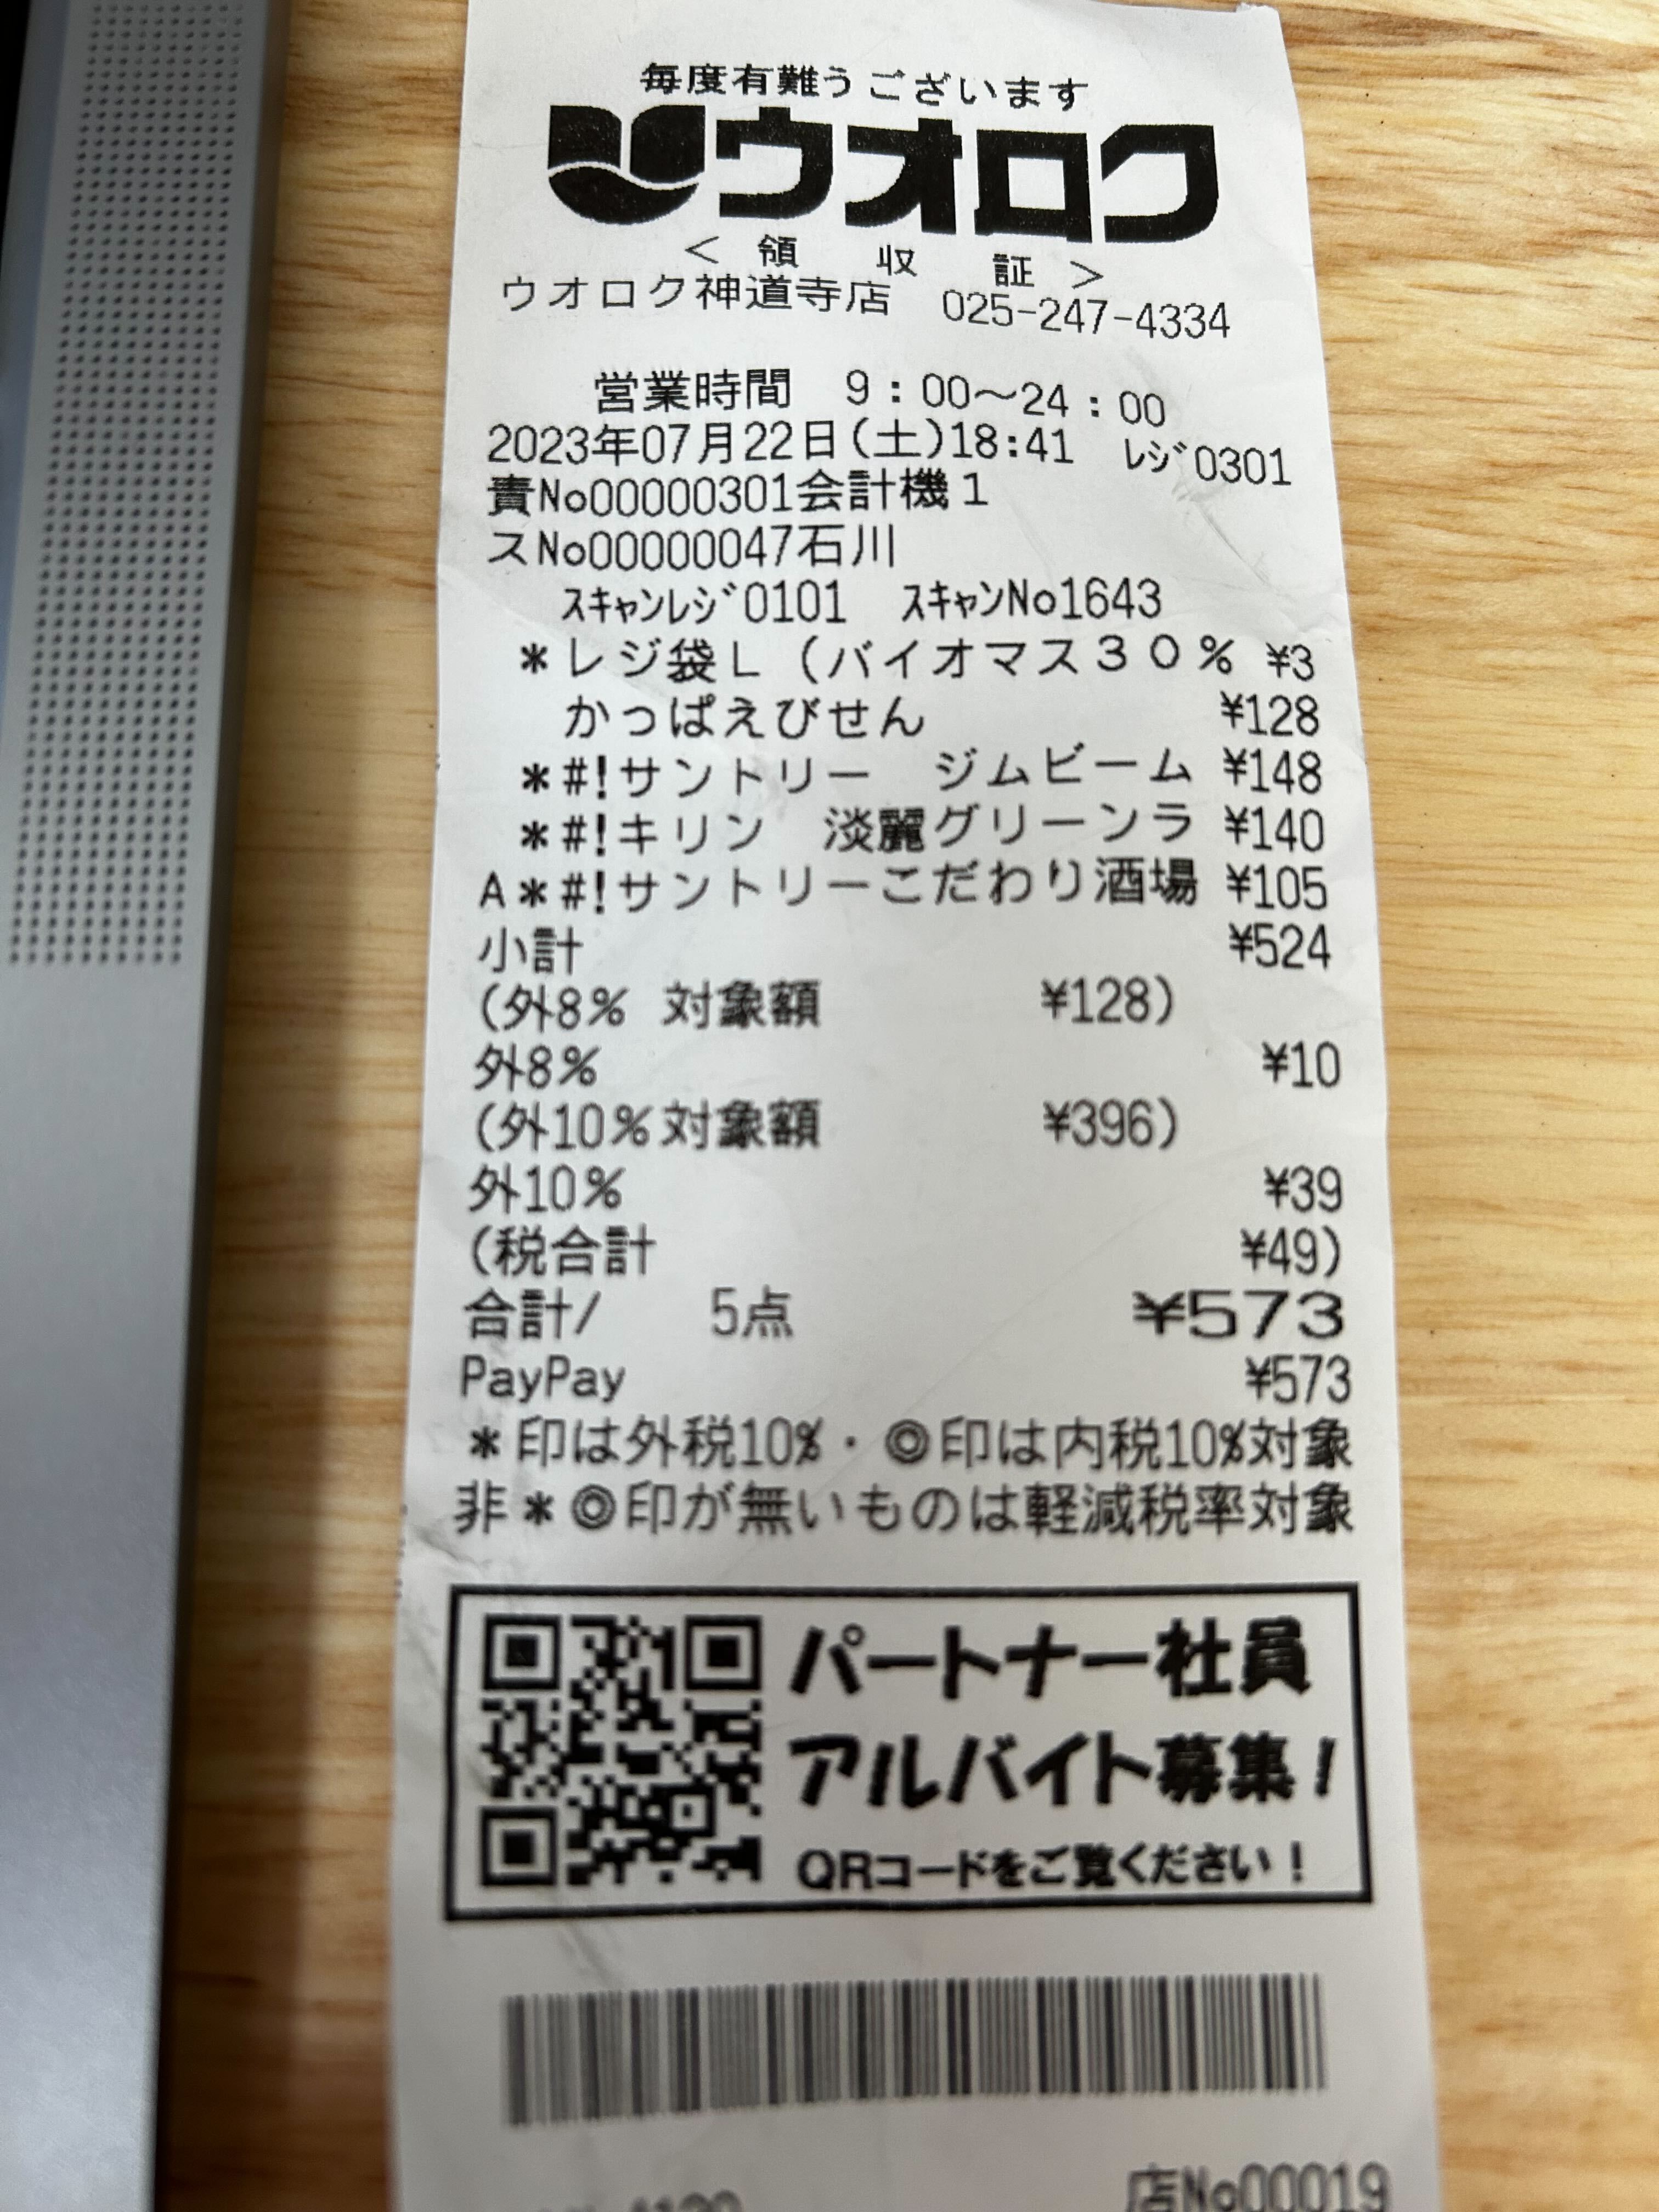 毎度有難うございます
ウオロク
＜ 領　収　証 ＞
ウオロク神道寺店　025-247-4334
営業時間　9：00～24：00
2023年07月22日(土)18:41　ﾚｼﾞ0301
責No00000301会計機１
スNo00000047石川
ｽｷｬﾝﾚｼﾞ0101　ｽｷｬﾝNo1643
＊レジ袋Ｌ（バイオマス３０％ ¥3
かっぱえびせん ¥128
＊#!サントリー　ジムビーム ¥148
＊#!キリン　淡麗グリーンラ ¥140
A＊#!サントリーこだわり酒場 ¥105
小計 ¥524
(外8% 対象額 ¥128)
外8% ¥10
(外10%対象額 ¥396)
外10% ¥39
(税合計 ¥49)
合計/　5点 ¥573
PayPay ¥573
＊印は外税10%・◎印は内税10%対象
非＊◎印が無いものは軽減税率対象
パートナー社員
アルバイト募集！
QRコードをご覧ください！
店No00019